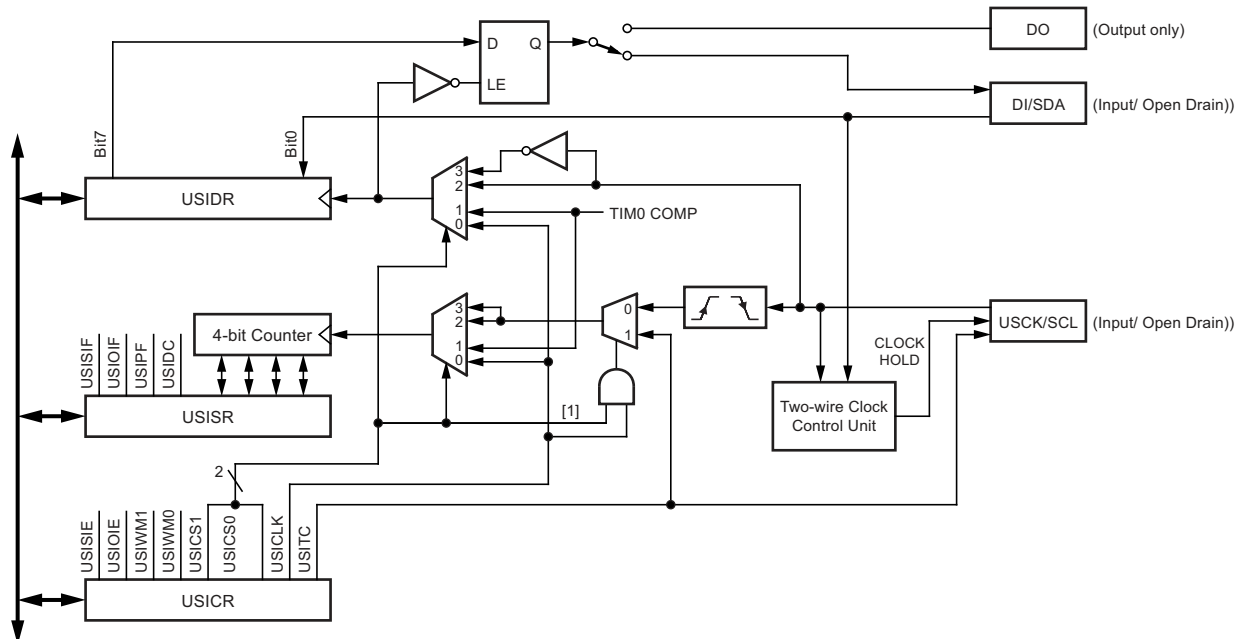 DO (Output only)
D Q
LE
DI/SDA (Input/ Open Drain))
Bit7
Bit0
3
2
1
0
USIDR
TIM0 COMP
4-bit Counter
3
2
1
0
0
1
USCK/SCL (Input/ Open Drain))
CLOCK
HOLD
USISIF
USIOIF
USIPF
USIDC
[1]
Two-wire Clock
Control Unit
USISR
2
USISIE
USIOIE
USIWM1
USIWM0
USICS1
USICS0
USICLK
USITC
USICR